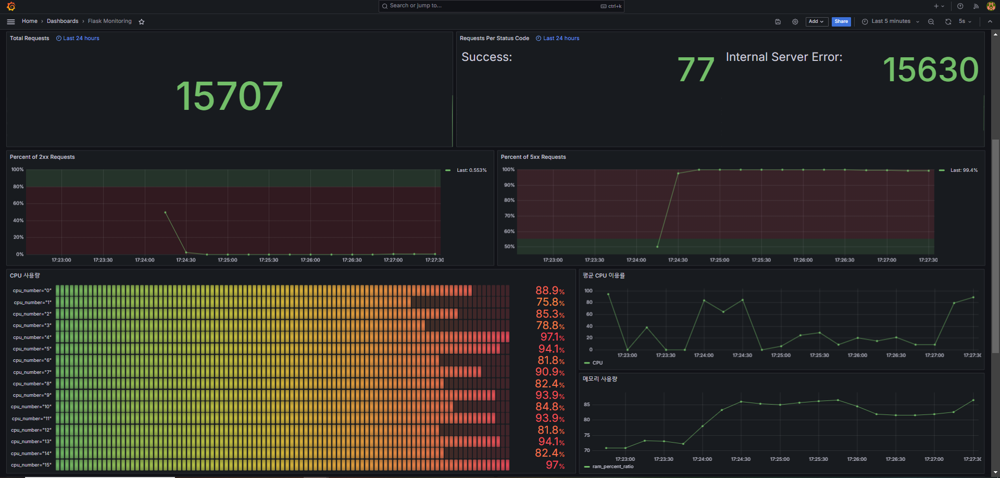 Search or jump to...
ctrl+k
Home › Dashboards › Flask Monitoring
Add
Share
Last 5 minutes
5s
Total Requests
Last 24 hours
15707
Requests Per Status Code
Last 24 hours
Success:
77
Internal Server Error:
15630
Percent of 2xx Requests
100%
80%
60%
40%
20%
0%
17:23:00 17:23:30 17:24:00 17:24:30 17:25:00 17:25:30 17:26:00 17:26:30 17:27:00 17:27:30
Last: 0.553%
Percent of 5xx Requests
100%
90%
80%
70%
60%
50%
17:23:00 17:23:30 17:24:00 17:24:30 17:25:00 17:25:30 17:26:00 17:26:30 17:27:00 17:27:30
Last: 99.4%
CPU 사용량
cpu_number="0" 88.9%
cpu_number="1" 75.8%
cpu_number="2" 85.3%
cpu_number="3" 78.8%
cpu_number="4" 97.1%
cpu_number="5" 94.1%
cpu_number="6" 81.8%
cpu_number="7" 90.9%
cpu_number="8" 82.4%
cpu_number="9" 93.9%
cpu_number="10" 84.8%
cpu_number="11" 93.9%
cpu_number="12" 81.8%
cpu_number="13" 94.1%
cpu_number="14" 82.4%
cpu_number="15" 97%
평균 CPU 이용률
100
80
60
40
20
0
17:23:00 17:23:30 17:24:00 17:24:30 17:25:00 17:25:30 17:26:00 17:26:30 17:27:00 17:27:30
CPU
메모리 사용량
85
80
75
70
17:23:00 17:23:30 17:24:00 17:24:30 17:25:00 17:25:30 17:26:00 17:26:30 17:27:00 17:27:30
ram_percent_ratio